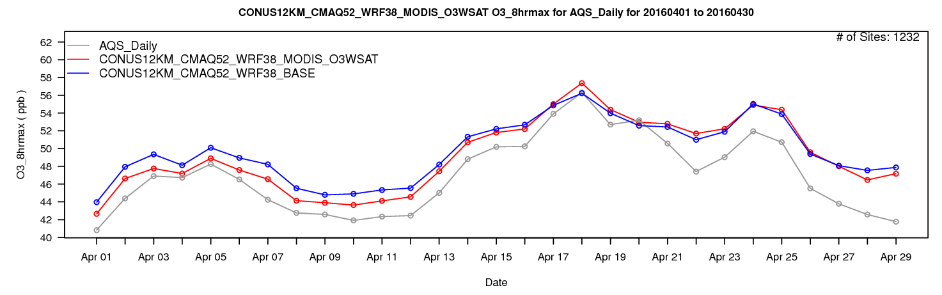 CONUS12KM_CMAQ52_WRF38_MODIS_O3WSAT O3_8hrmax for AQS_Daily for 20160401 to 20160430
# of Sites: 1232
AQS_Daily
CONUS12KM_CMAQ52_WRF38_MODIS_O3WSAT
CONUS12KM_CMAQ52_WRF38_BASE
O3_8hrmax ( ppb )
62
60
58
56
54
52
50
48
46
44
42
40
Apr 01 Apr 03 Apr 05 Apr 07 Apr 09 Apr 11 Apr 13 Apr 15 Apr 17 Apr 19 Apr 21 Apr 23 Apr 25 Apr 27 Apr 29
Date